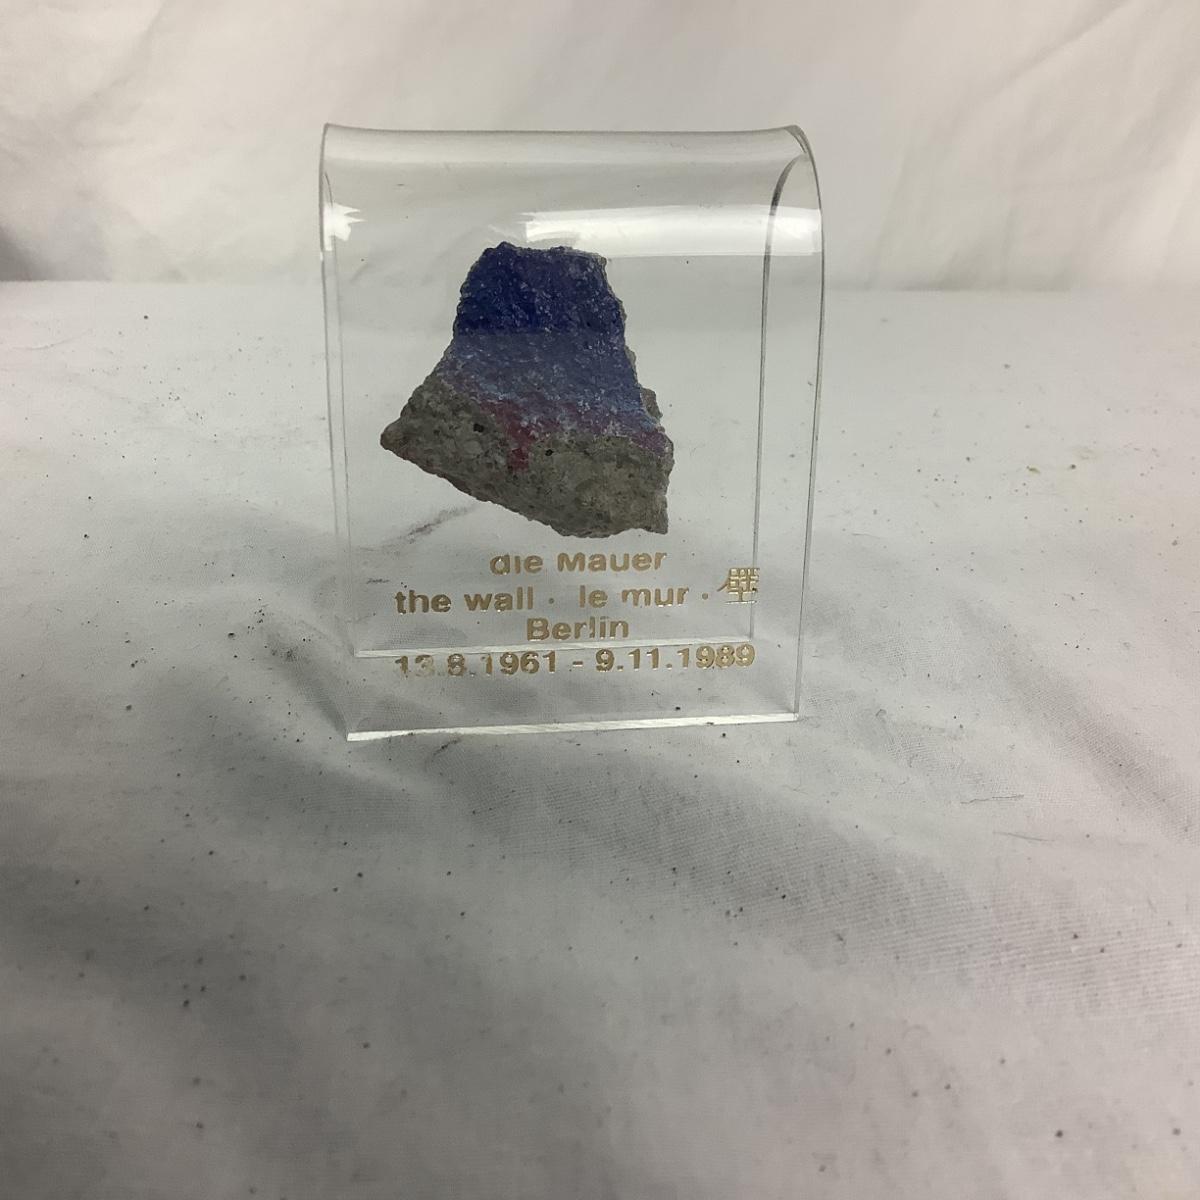 die Mauer
the wall · le mur · 壁
Berlin
13.8.1961 - 9.11.1989